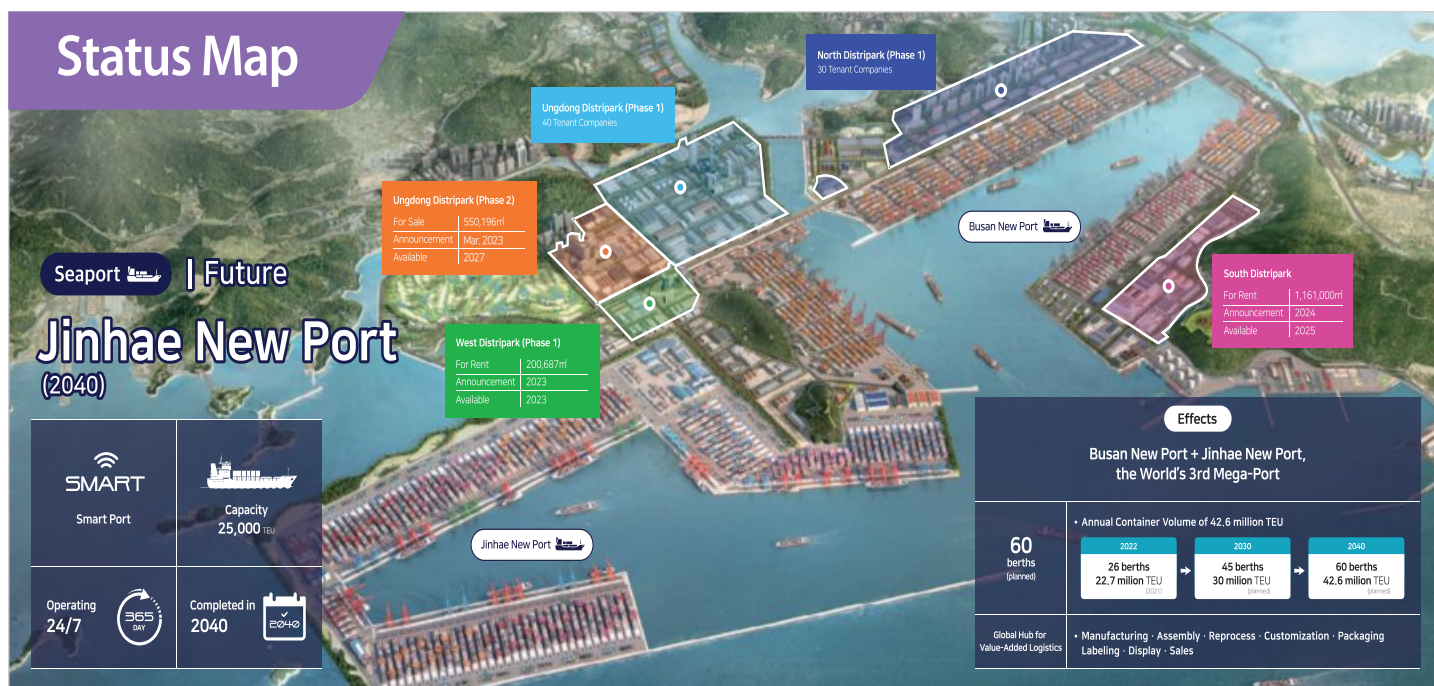 Status Map
North Distripark (Phase 1)
30 Tenant Companies
Ungdong Distripark (Phase 1)
40 Tenant Companies
Ungdong Distripark (Phase 2)
For Sale 550,196㎡
Announcement Mar. 2023
Available 2027
Busan New Port
South Distripark
For Rent 1,161,000㎡
Announcement 2024
Available 2025
Seaport Future
Jinhae New Port
(2040)
West Distripark (Phase 1)
For Rent 200,687㎡
Announcement 2023
Available 2023
SMART
Smart Port
Capacity
25,000 TEU
Operating
24/7
365
DAY
Completed in
2040
2040
Jinhae New Port
Effects
Busan New Port + Jinhae New Port,
the World's 3rd Mega-Port
60
berths
(planned)
• Annual Container Volume of 42.6 million TEU
2022
26 berths
22.7 milion TEU
(2021)
2030
45 berths
30 milion TEU
(planned)
2040
60 berths
42.6 milion TEU
(planned)
Global Hub for
Value-Added Logistics
• Manufacturing · Assembly · Reprocess · Customization · Packaging
Labeling · Display · Sales